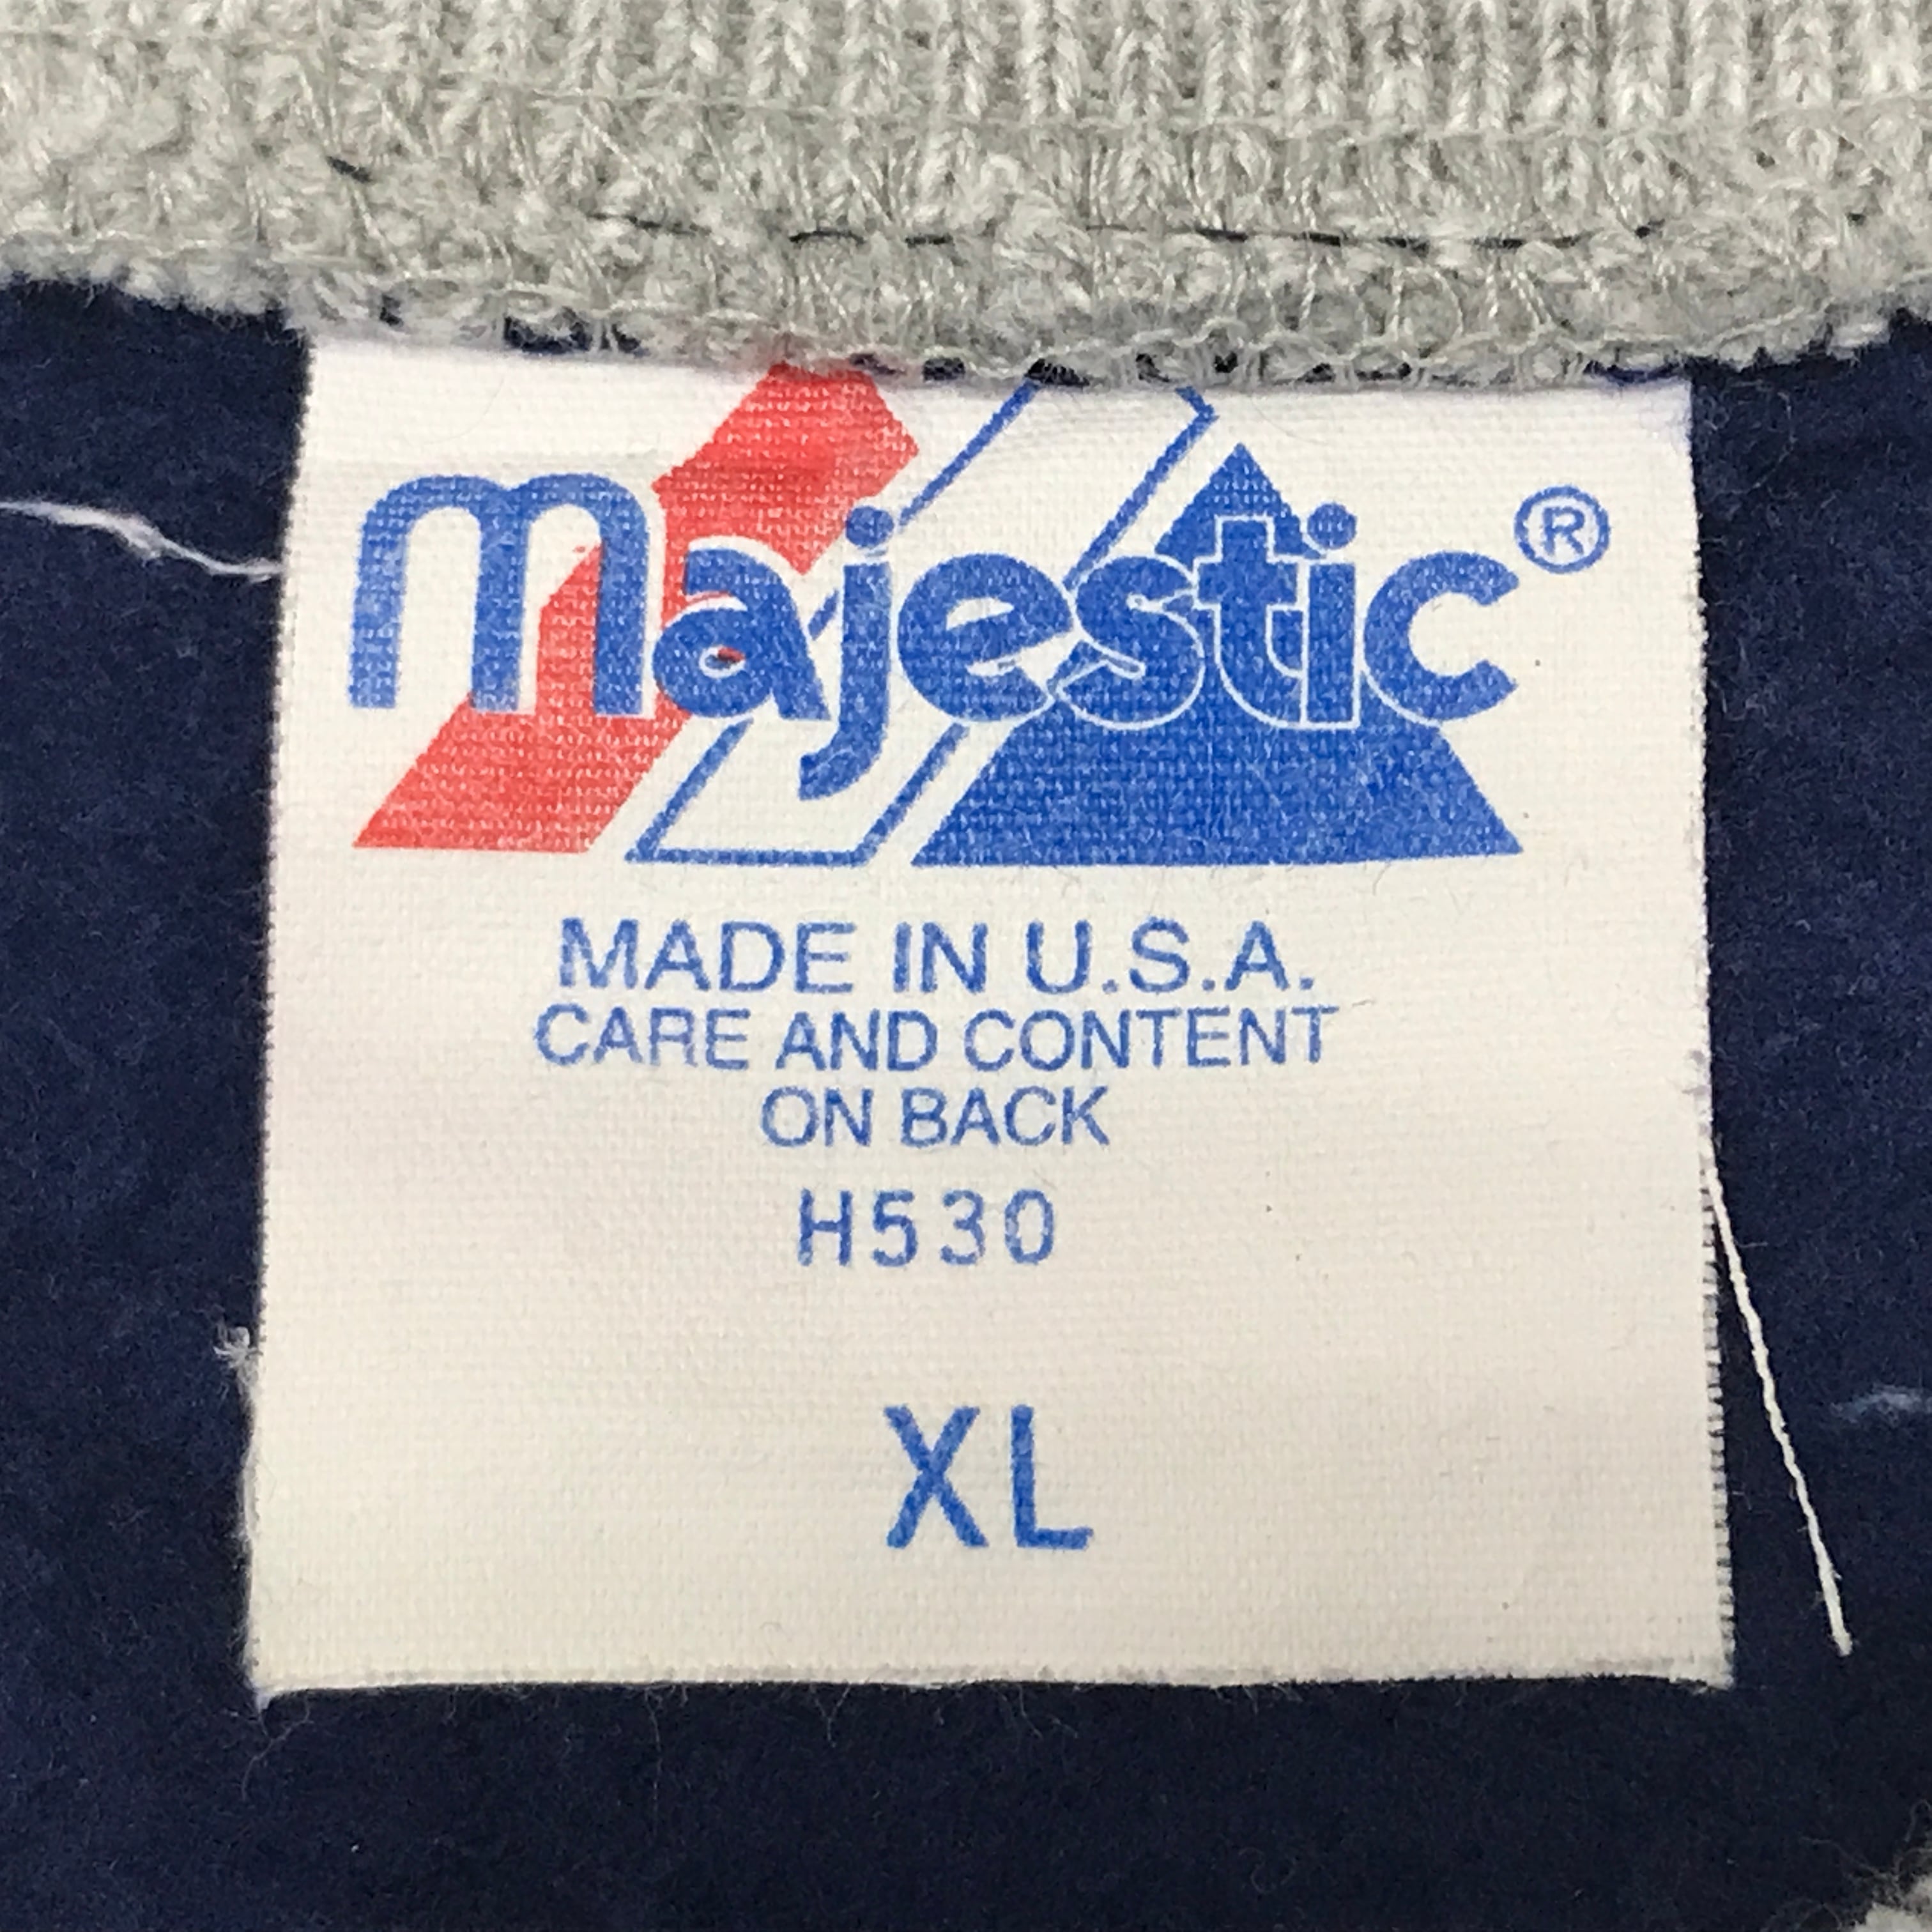 majestic®
MADE IN U.S.A.
CARE AND CONTENT
ON BACK
H530
XL